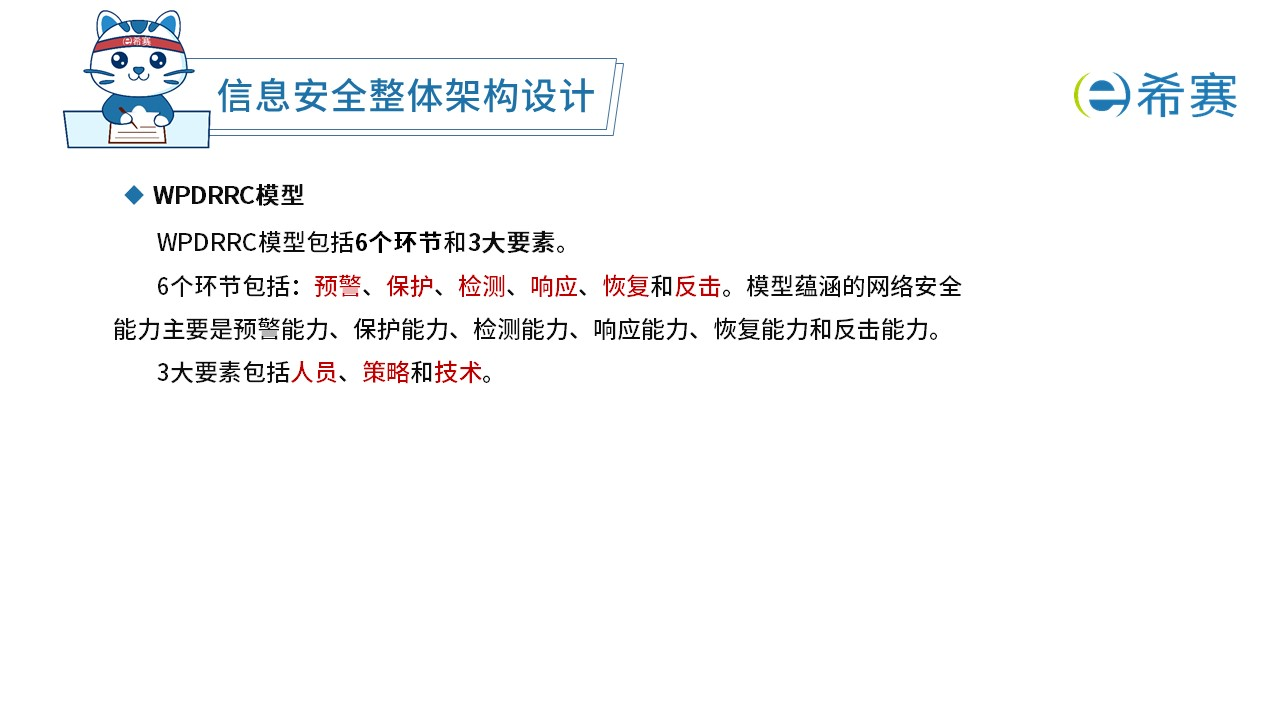 信息安全整体架构设计
希赛
希赛
WPDRRC模型
WPDRRC模型包括6个环节和3大要素。
6个环节包括：预警、保护、检测、响应、恢复和反击。模型蕴涵的网络安全
能力主要是预警能力、保护能力、检测能力、响应能力、恢复能力和反击能力。
3大要素包括人员、策略和技术。